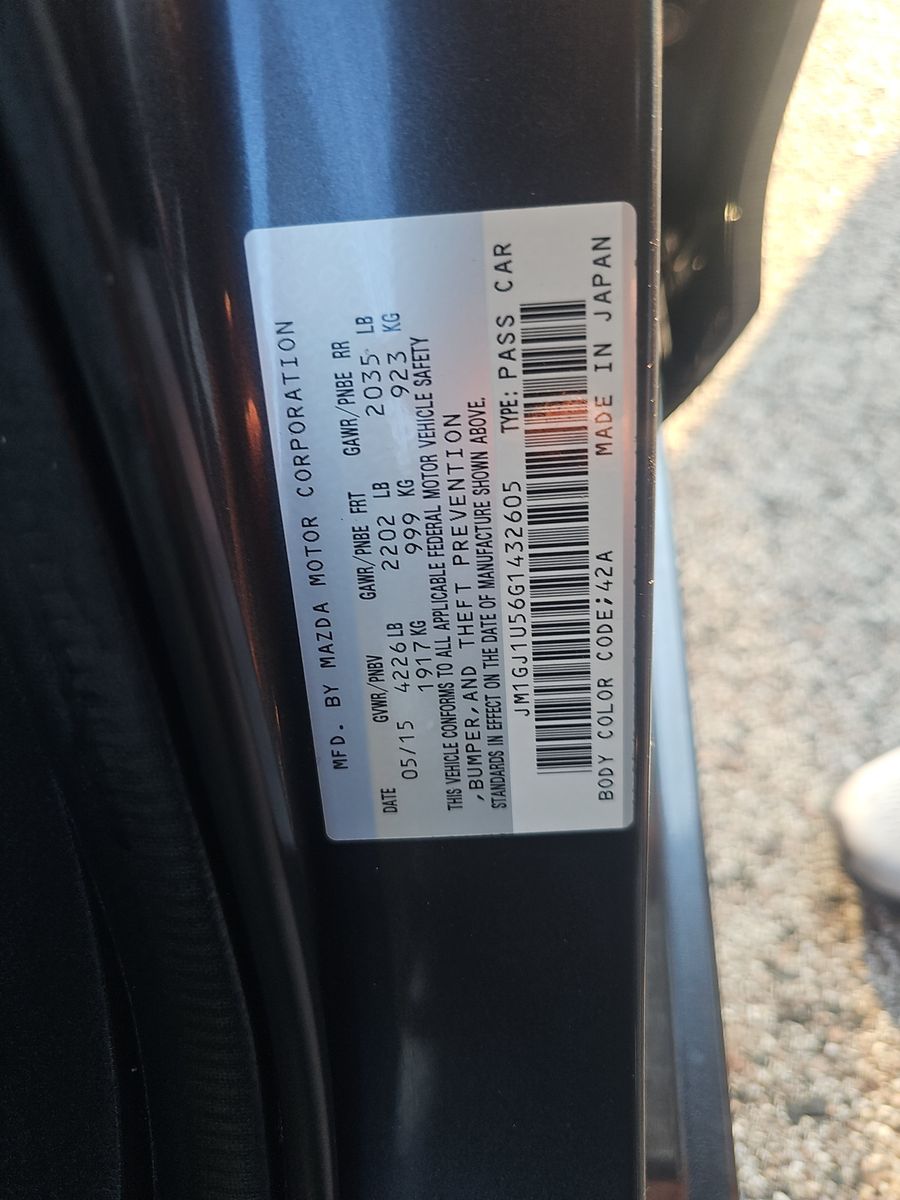 MFD. BY MAZDA MOTOR CORPORATION
DATE GVWR/PNBV GAWR/PNBE FRT GAWR/PNBE RR
05/15 4226 LB 2202 LB 2035 LB
1917 KG 999 KG 923 KG
THIS VEHICLE CONFORMS TO ALL APPLICABLE FEDERAL MOTOR VEHICLE SAFETY
,BUMPER,AND THEFT PREVENTION
STANDARDS IN EFFECT ON THE DATE OF MANUFACTURE SHOWN ABOVE.
JM1GJ1U56G1432605 TYPE: PASS CAR
BODY COLOR CODE;42A MADE IN JAPAN